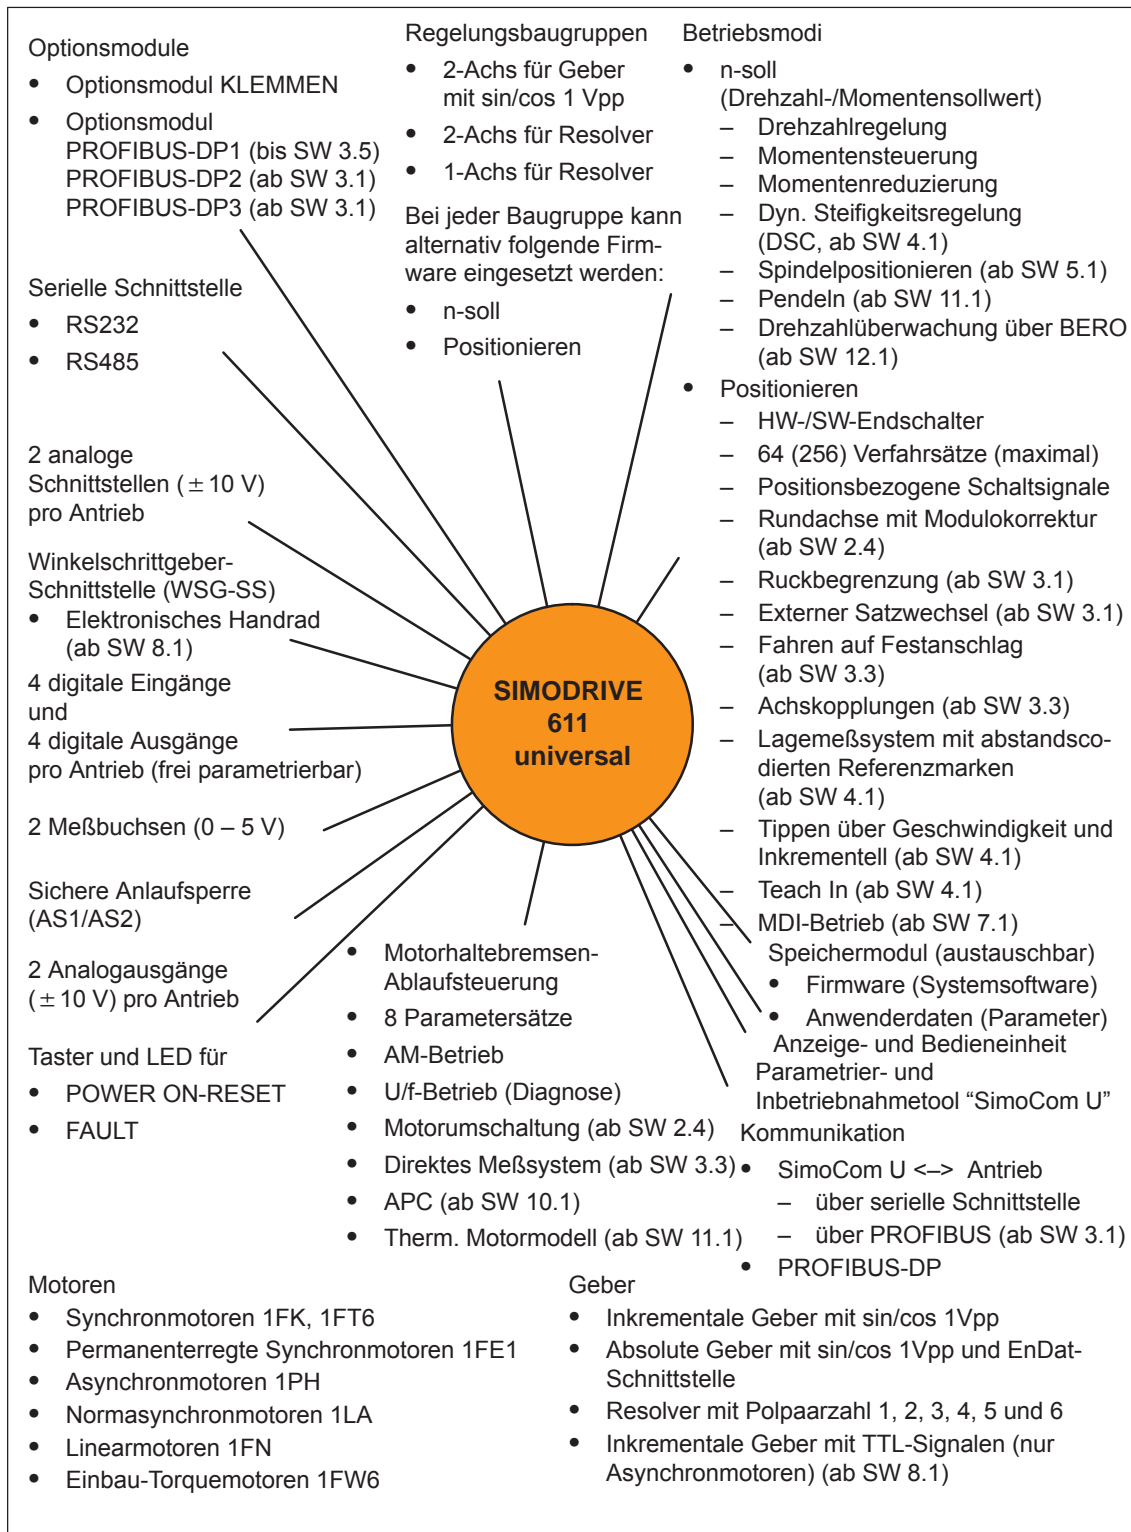 Optionsmodule
• Optionsmodul KLEMMEN
• Optionsmodul
PROFIBUS-DP1 (bis SW 3.5)
PROFIBUS-DP2 (ab SW 3.1)
PROFIBUS-DP3 (ab SW 3.1)
Serielle Schnittstelle
• RS232
• RS485
2 analoge
Schnittstellen (±10 V)
pro Antrieb
Winkelschrittgeber-
Schnittstelle (WSG-SS)
• Elektronisches Handrad
(ab SW 8.1)
4 digitale Eingänge
und
4 digitale Ausgänge
pro Antrieb (frei parametrierbar)
2 Meßbuchsen (0 – 5 V)
Sichere Anlaufsperre
(AS1/AS2)
2 Analogausgänge
(±10 V) pro Antrieb
Taster und LED für
• POWER ON-RESET
• FAULT
Regelungsbaugruppen
• 2-Achs für Geber
mit sin/cos 1 Vpp
• 2-Achs für Resolver
• 1-Achs für Resolver
Bei jeder Baugruppe kann
alternativ folgende Firm-
ware eingesetzt werden:
• n-soll
• Positionieren
SIMODRIVE
611
universal
• Motorhaltebremsen-
Ablaufsteuerung
• 8 Parametersätze
• AM-Betrieb
• U/f-Betrieb (Diagnose)
• Motorumschaltung (ab SW 2.4)
• Direktes Meßsystem (ab SW 3.3)
• APC (ab SW 10.1)
• Therm. Motormodell (ab SW 11.1)
Betriebsmodi
• n-soll
(Drehzahl-/Momentensollwert)
– Drehzahlregelung
– Momentensteuerung
– Momentenreduzierung
– Dyn. Steifigkeitsregelung
(DSC, ab SW 4.1)
– Spindelpositionieren (ab SW 5.1)
– Pendeln (ab SW 11.1)
– Drehzahlüberwachung über BERO
(ab SW 12.1)
• Positionieren
– HW-/SW-Endschalter
– 64 (256) Verfahrsätze (maximal)
– Positionsbezogene Schaltsignale
– Rundachse mit Modulokorrektur
(ab SW 2.4)
– Ruckbegrenzung (ab SW 3.1)
– Externer Satzwechsel (ab SW 3.1)
– Fahren auf Festanschlag
(ab SW 3.3)
– Achskopplungen (ab SW 3.3)
– Lagemeßsystem mit abstandsco-
dierten Referenzmarken
(ab SW 4.1)
– Tippen über Geschwindigkeit und
Inkrementell (ab SW 4.1)
– Teach In (ab SW 4.1)
– MDI-Betrieb (ab SW 7.1)
Speichermodul (austauschbar)
• Firmware (Systemsoftware)
• Anwenderdaten (Parameter)
Anzeige- und Bedieneinheit
Parametrier- und
Inbetriebnahmetool “SimoCom U”
Kommunikation
• SimoCom U <–> Antrieb
– über serielle Schnittstelle
– über PROFIBUS (ab SW 3.1)
• PROFIBUS-DP
Motoren
• Synchronmotoren 1FK, 1FT6
• Permanenterregte Synchronmotoren 1FE1
• Asynchronmotoren 1PH
• Normasynchronmotoren 1LA
• Linearmotoren 1FN
• Einbau-Torquemotoren 1FW6
Geber
• Inkrementale Geber mit sin/cos 1Vpp
• Absolute Geber mit sin/cos 1Vpp und EnDat-
Schnittstelle
• Resolver mit Polpaarzahl 1, 2, 3, 4, 5 und 6
• Inkrementale Geber mit TTL-Signalen (nur
Asynchronmotoren) (ab SW 8.1)